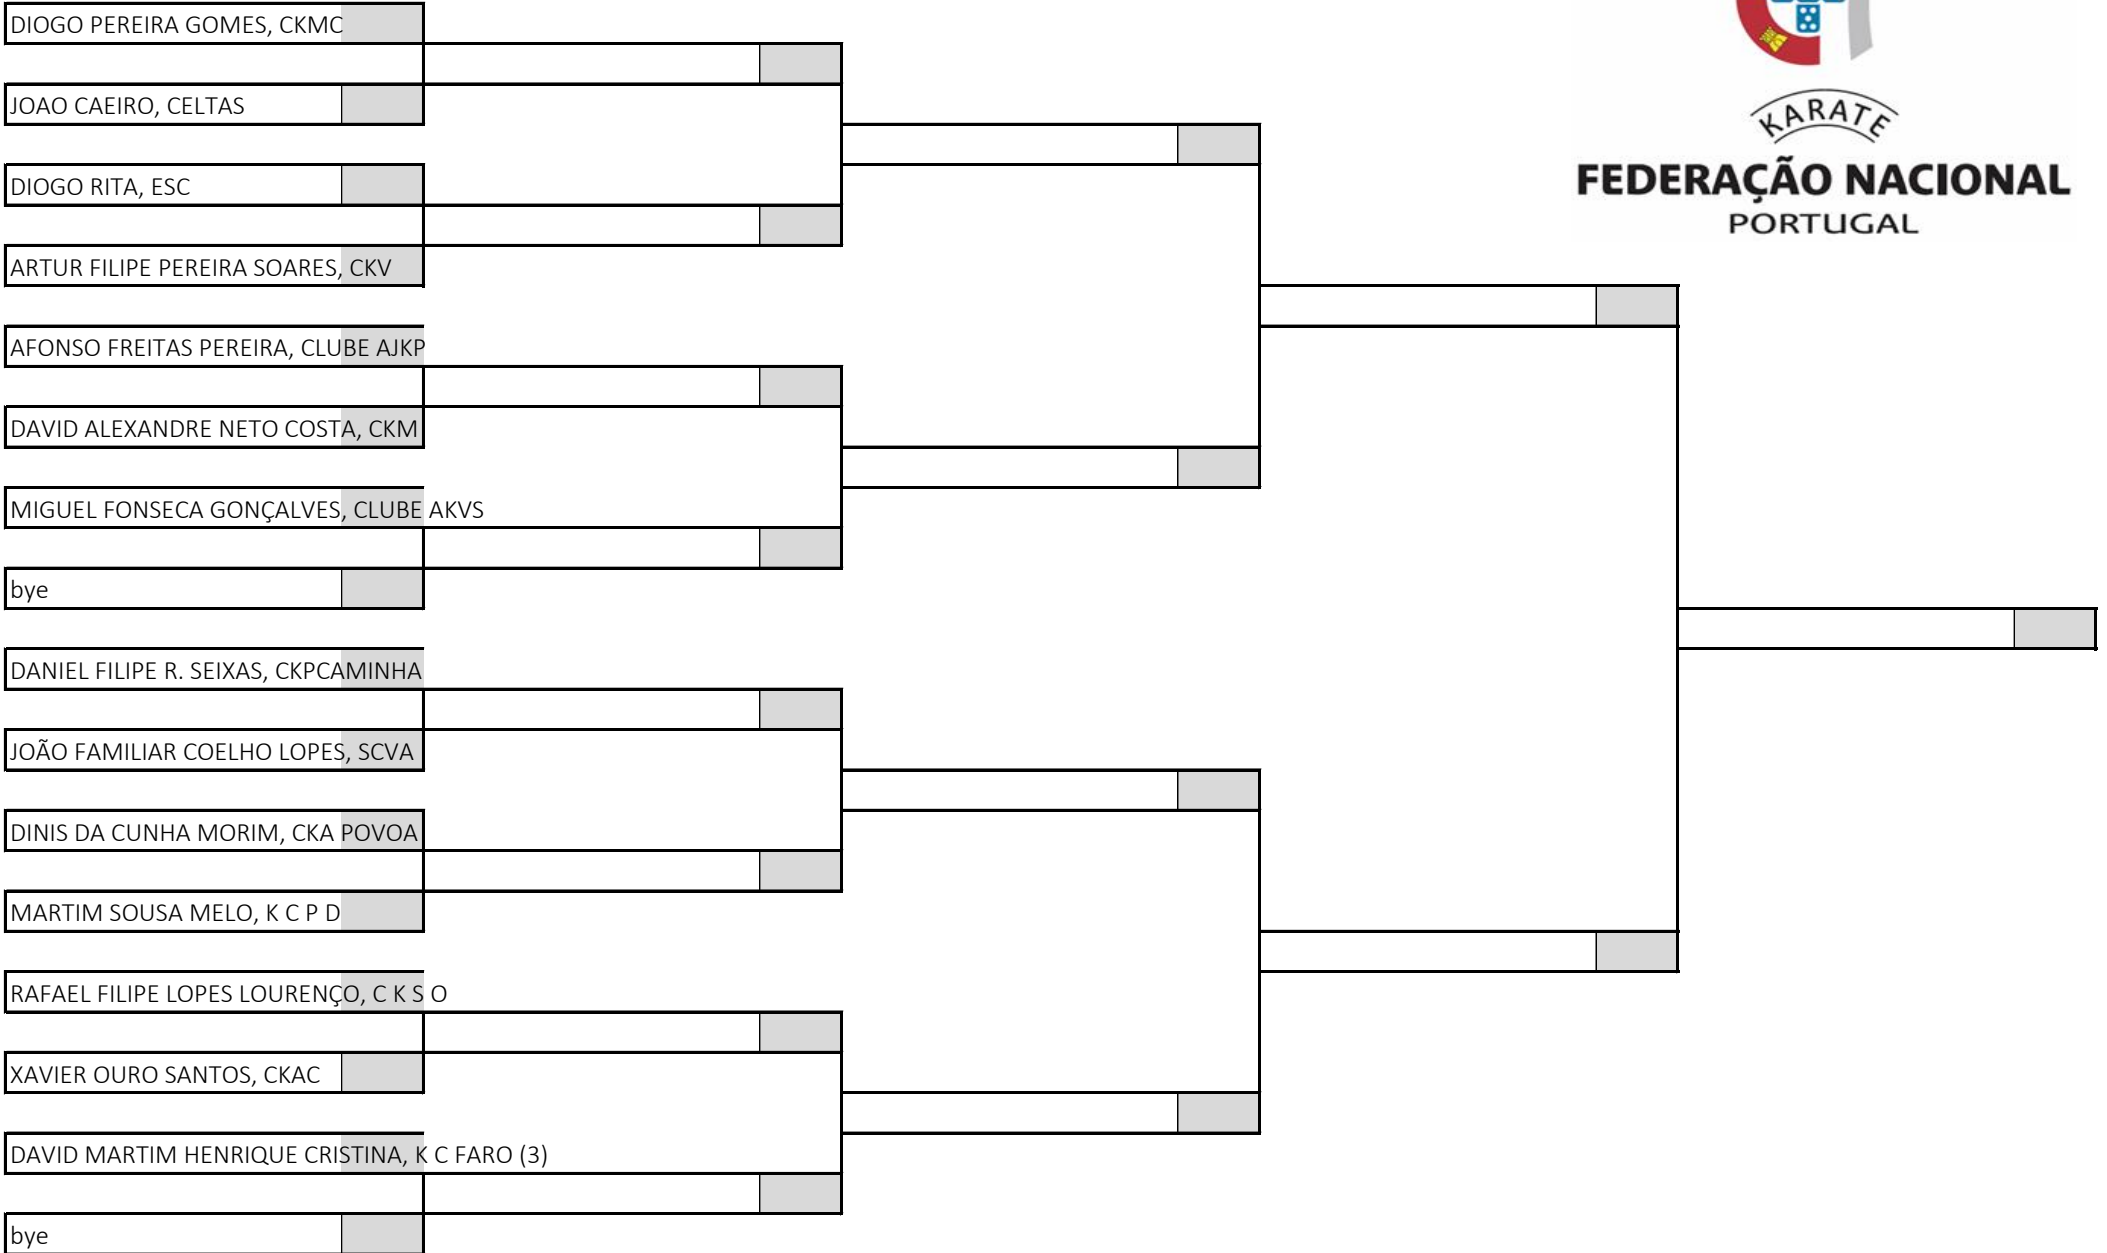 DIOGO PEREIRA GOMES, CKMC
JOAO CAEIRO, CELTAS
DIOGO RITA, ESC
ARTUR FILIPE PEREIRA SOARES, CKV
AFONSO FREITAS PEREIRA, CLUBE AJKP
DAVID ALEXANDRE NETO COSTA, CKM
MIGUEL FONSECA GONÇALVES, CLUBE AKVS
bye
DANIEL FILIPE R. SEIXAS, CKPCAMINHA
JOÃO FAMILIAR COELHO LOPES, SCVA
DINIS DA CUNHA MORIM, CKA POVOA
MARTIM SOUSA MELO, K C P D
RAFAEL FILIPE LOPES LOURENÇO, C K S O
XAVIER OURO SANTOS, CKAC
DAVID MARTIM HENRIQUE CRISTINA, K C FARO (3)
bye
KARATE
FEDERAÇÃO NACIONAL
PORTUGAL